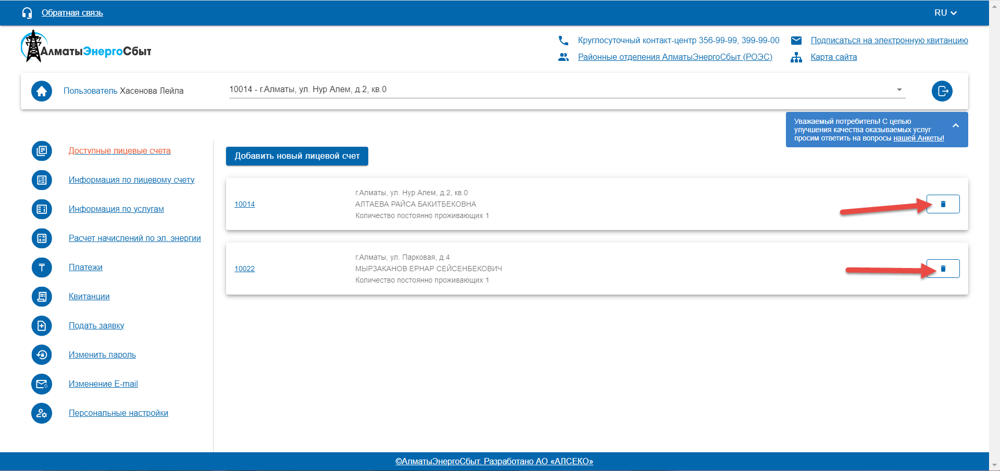 Обратная связь
RU
АлматыЭнергоСбыт
Круглосуточный контакт-центр 356-99-99, 399-99-00
Подписаться на электронную квитанцию
Районные отделения АлматыЭнергоСбыт (РОЭС)
Карта сайта
Пользователь Хасенова Лейла
10014 - г.Алматы, ул. Нур Алем, д.2, кв.0
Уважаемый потребитель! С целью
улучшения качества оказываемых услуг
просим ответить на вопросы нашей Анкеты!
Доступные лицевые счета
Информация по лицевому счету
Информация по услугам
Расчет начислений по эл. энергии
Платежи
Квитанции
Подать заявку
Изменить пароль
Изменение E-mail
Персональные настройки
Добавить новый лицевой счет
10014
г.Алматы, ул. Нур Алем, д.2, кв.0
АЛТАЕВА РАЙСА БАКИТБЕКОВНА
Количество постоянно проживающих 1
10022
г.Алматы, ул. Парковая, д.4
МЫРЗАКАНОВ ЕРНАР СЕЙСЕНБЕКОВИЧ
Количество постоянно проживающих 1
©АлматыЭнергоСбыт. Разработано АО «АЛСЕКО»